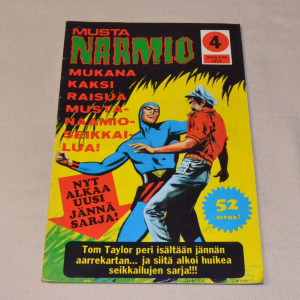 MUSTA
NAAMIO
4
MUKANA
KAKSI
RAISUA
MUSTA-
NAAMIO-
SEIKKAI-
LUA!
NYT
ALKAA
UUSI
JÄNNÄ
SARJA!
52
sivua!
Tom Taylor peri isältään jännän
aarrekartan... ja siitä alkoi huikea
seikkailujen sarja!!!